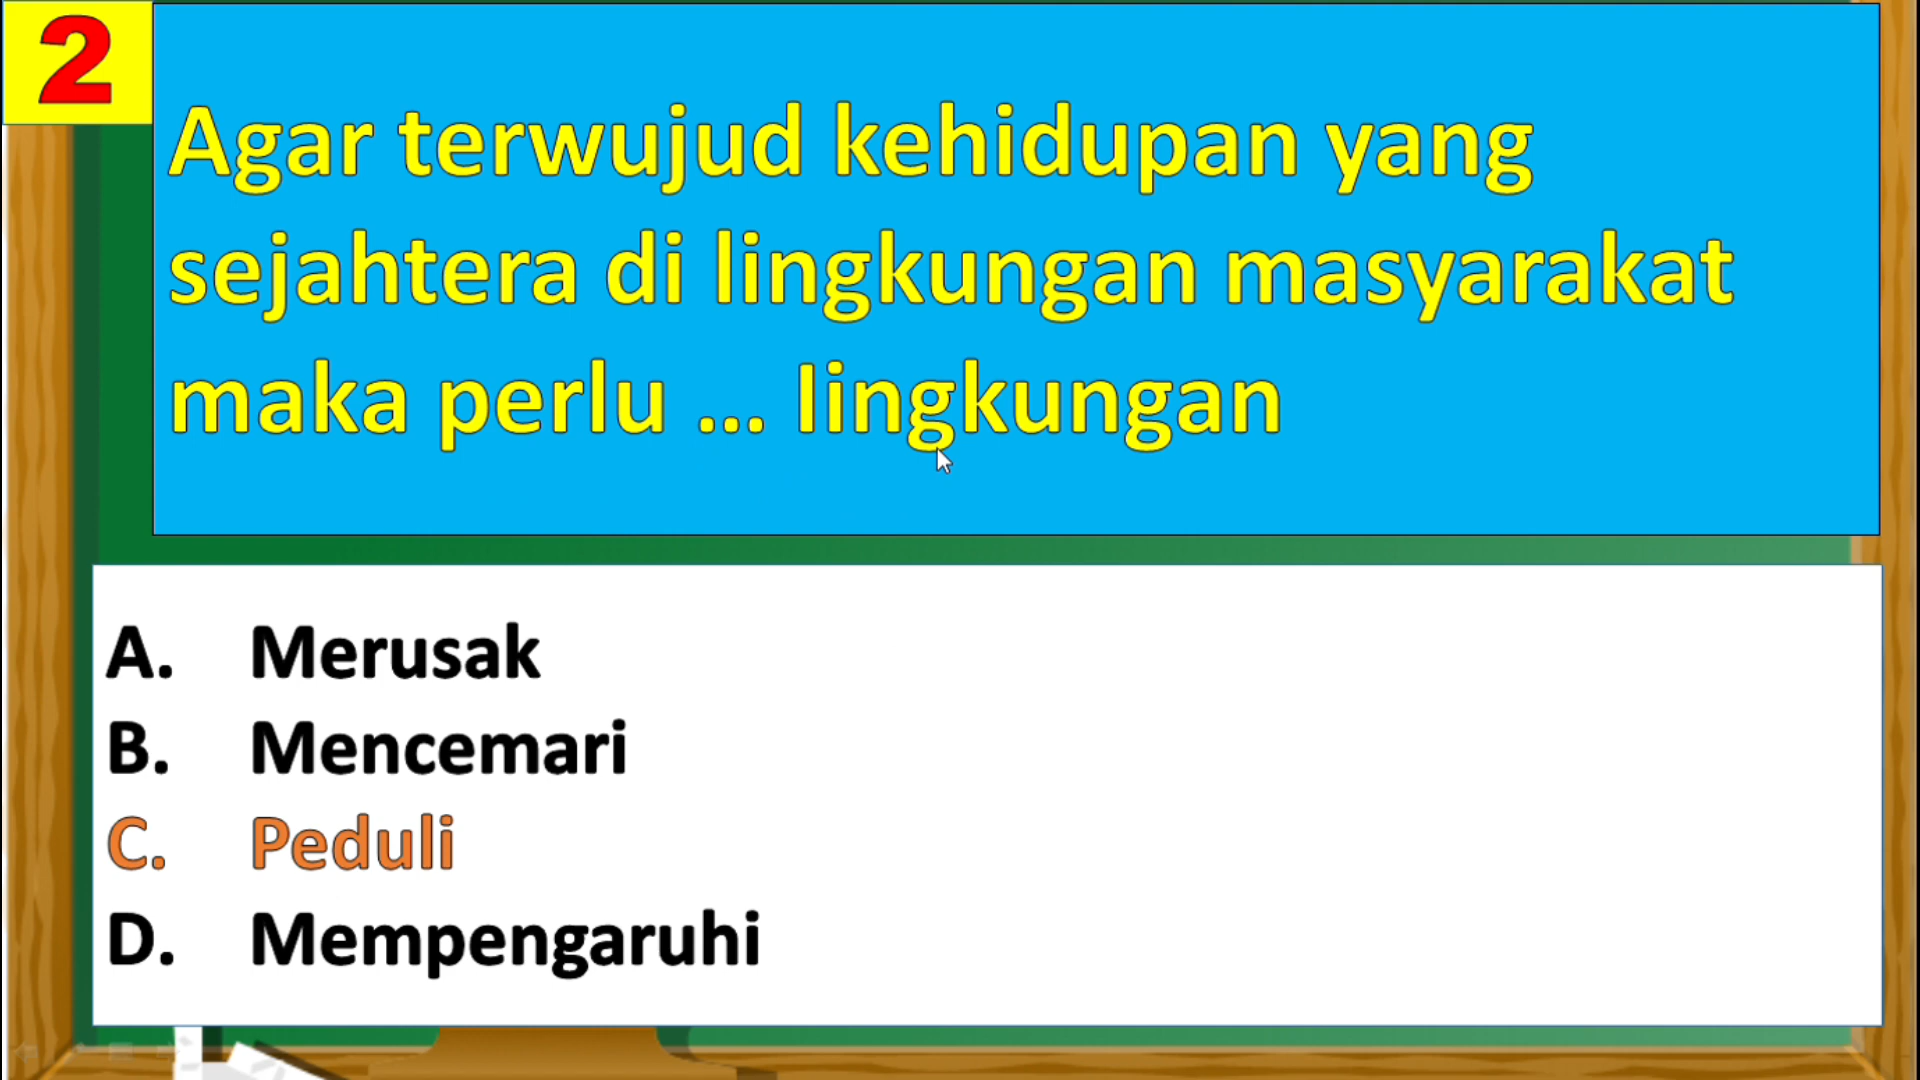 2
Agar terwujud kehidupan yang
sejahtera di lingkungan masyarakat
maka perlu ... lingkungan
A. Merusak
B. Mencemari
C. Peduli
D. Mempengaruhi